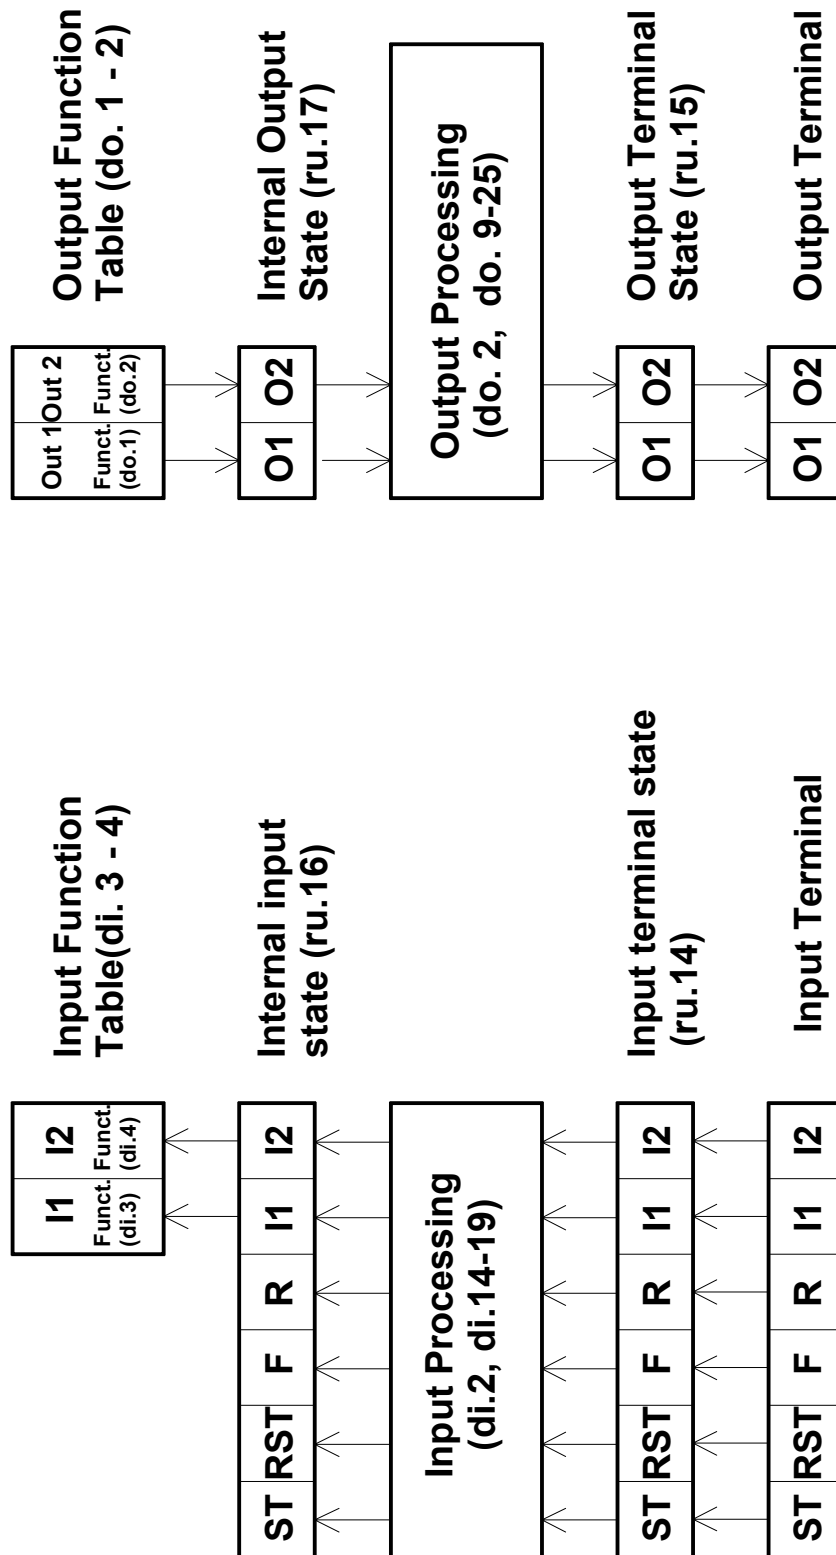 I1 I2
Funct. Funct.
(di.3) (di.4)
Input Function
Table(di. 3 - 4)
ST RST F R I1 I2
Internal input
state (ru.16)
Input Processing
(di.2, di.14-19)
ST RST F R I1 I2
Input terminal state
(ru.14)
ST RST F R I1 I2
Input Terminal
Out 1 Out 2
Funct. Funct.
(do.1) (do.2)
Output Function
Table (do. 1 - 2)
O1 O2
Internal Output
State (ru.17)
Output Processing
(do. 2, do. 9-25)
O1 O2
Output Terminal
State (ru.15)
O1 O2
Output Terminal